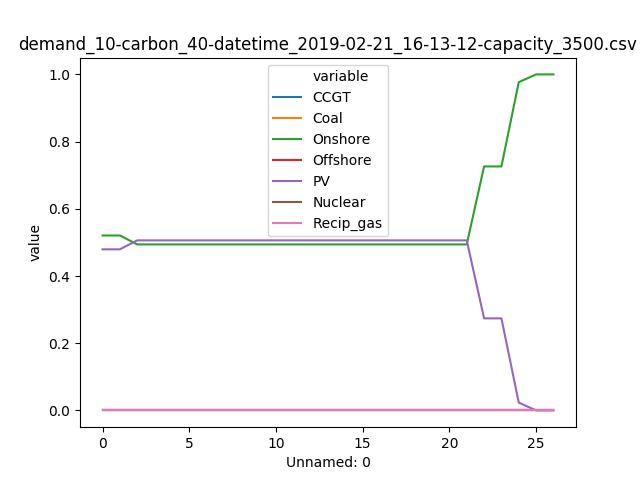 demand_10-carbon_40-datetime_2019-02-21_16-13-12-capacity_3500.csv
variable
CCGT
Coal
Onshore
Offshore
PV
Nuclear
Recip_gas
1.0
0.8
0.6
0.4
0.2
0.0
value
0 5 10 15 20 25
Unnamed: 0